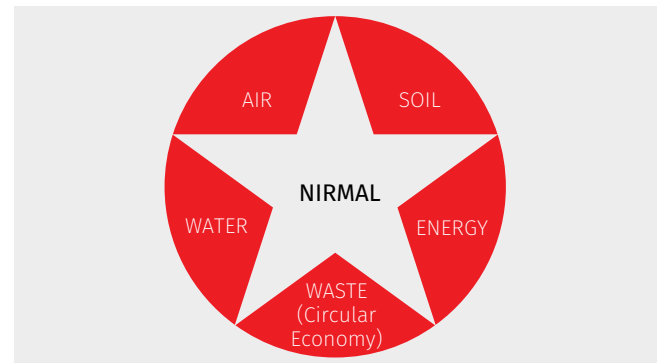 AIR
SOIL
NIRMAL
WATER
ENERGY
WASTE
(Circular
Economy)